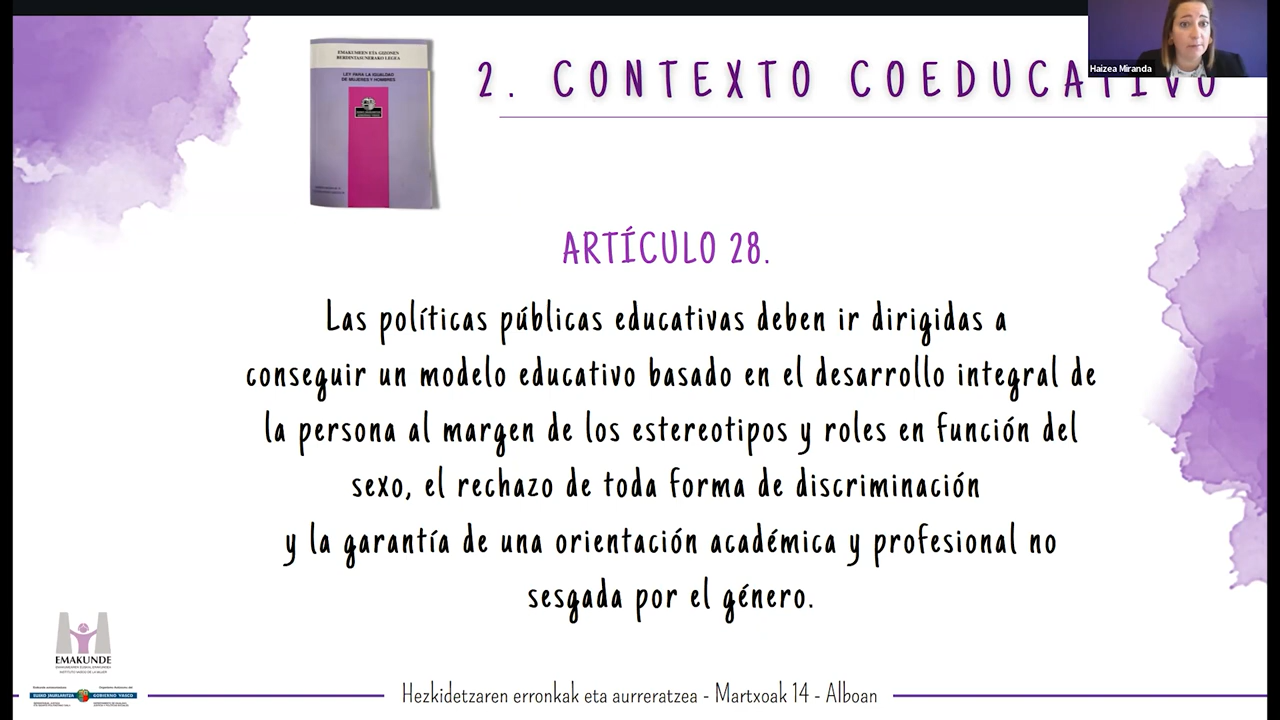 Haizea Miranda
EMAKUMEEN ETA GIZONEN
BERDINTASUNERAKO LEGEA
LEY PARA LA IGUALDAD
DE MUJERES Y HOMBRES
2. CONTEXTO COEDUCATIVO
ARTÍCULO 28.
Las políticas públicas educativas deben ir dirigidas a
conseguir un modelo educativo basado en el desarrollo integral de
la persona al margen de los estereotipos y roles en función del
sexo, el rechazo de toda forma de discriminación
y la garantía de una orientación académica y profesional no
sesgada por el género.
EMAKUNDE
EMAKUMEAREN EUSKAL ERAKUNDEA
INSTITUTO VASCO DE LA MUJER
EUSKO JAURLARITZA
GOBIERNO VASCO
Hezkidetzaren erronkak eta aurreratzea - Martxoak 14 - Alboan